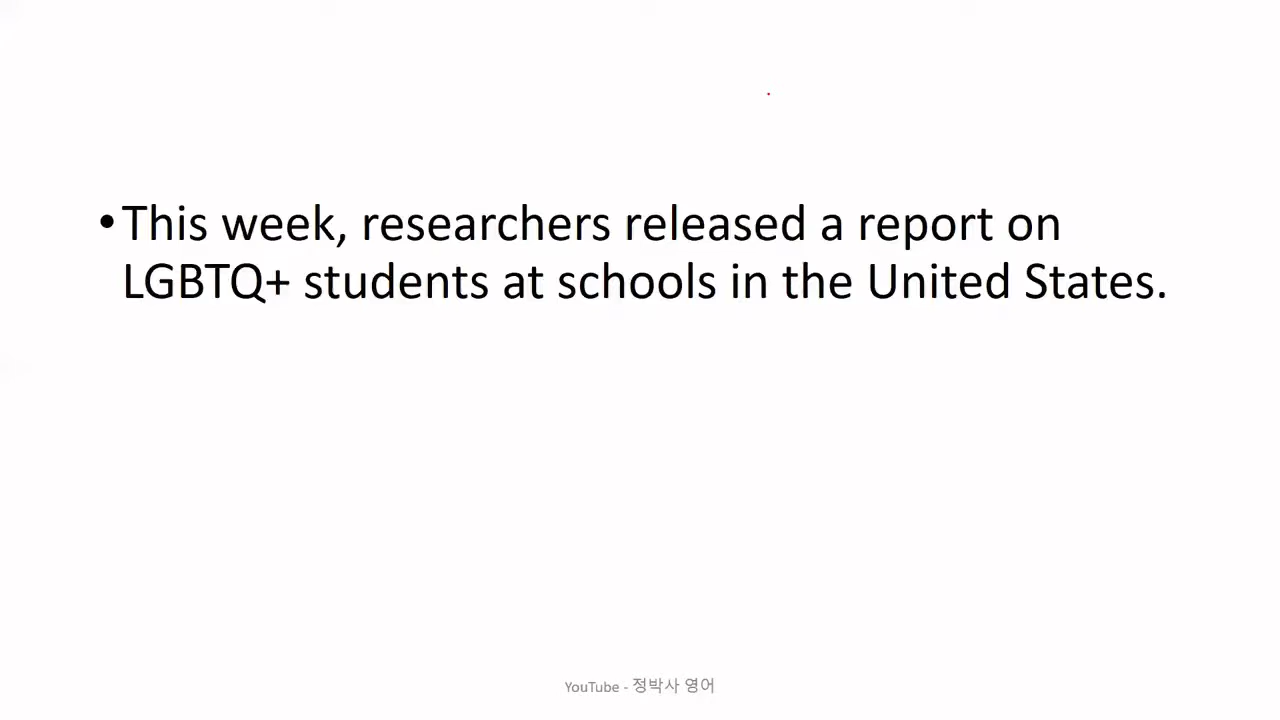 •This week, researchers released a report on
LGBTQ+ students at schools in the United States.
YouTube - 정박사 영어